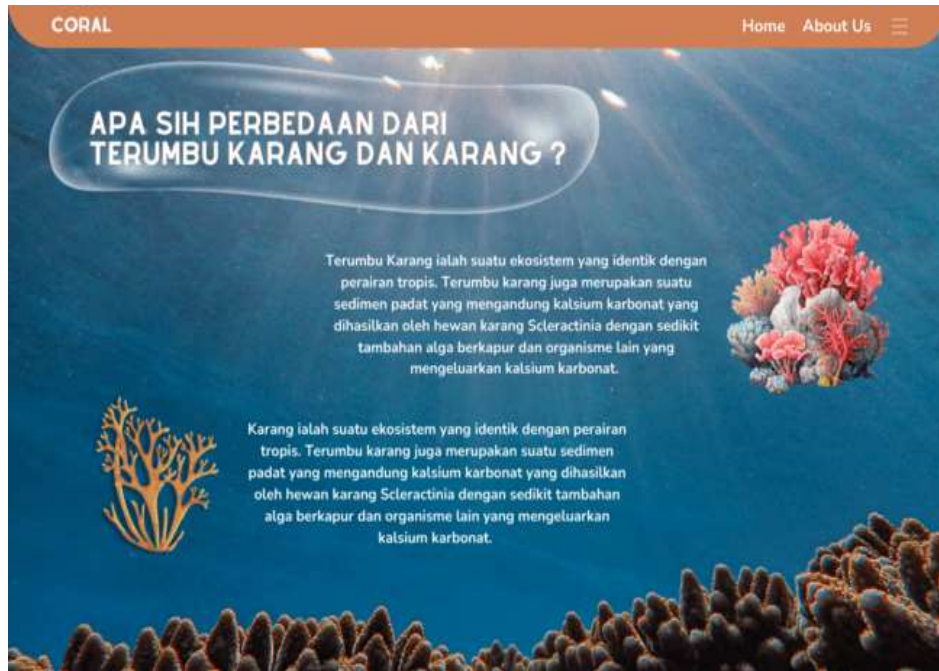 CORAL
Home About Us
APA SIH PERBEDAAN DARI
TERUMBU KARANG DAN KARANG ?
Terumbu Karang ialah suatu ekosistem yang identik dengan
perairan tropis. Terumbu karang juga merupakan suatu
sedimen padat yang mengandung kalsium karbonat yang
dihasilkan oleh hewan karang Scleractinia dengan sedikit
tambahan alga berkapur dan organisme lain yang
mengeluarkan kalsium karbonat.
Karang ialah suatu ekosistem yang identik dengan perairan
tropis. Terumbu karang juga merupakan suatu sedimen
padat yang mengandung kalsium karbonat yang dihasilkan
oleh hewan karang Scleractinia dengan sedikit tambahan
alga berkapur dan organisme lain yang mengeluarkan
kalsium karbonat.